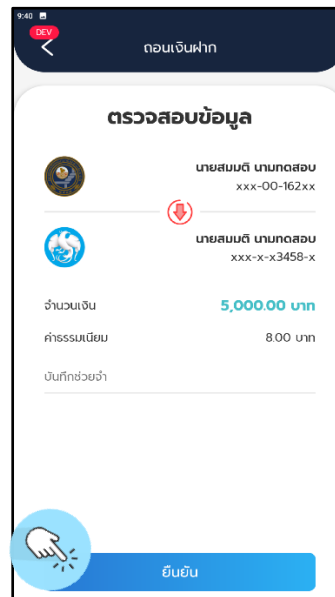 9:40
DEV
ถอนเงินฝาก
ตรวจสอบข้อมูล
นายสมมติ นามทดสอบ
xxx-00-162xx
นายสมมติ นามทดสอบ
xxx-x-x3458-x
จำนวนเงิน 5,000.00 บาท
ค่าธรรมเนียม 8.00 บาท
บันทึกช่วยจำ
ยืนยัน